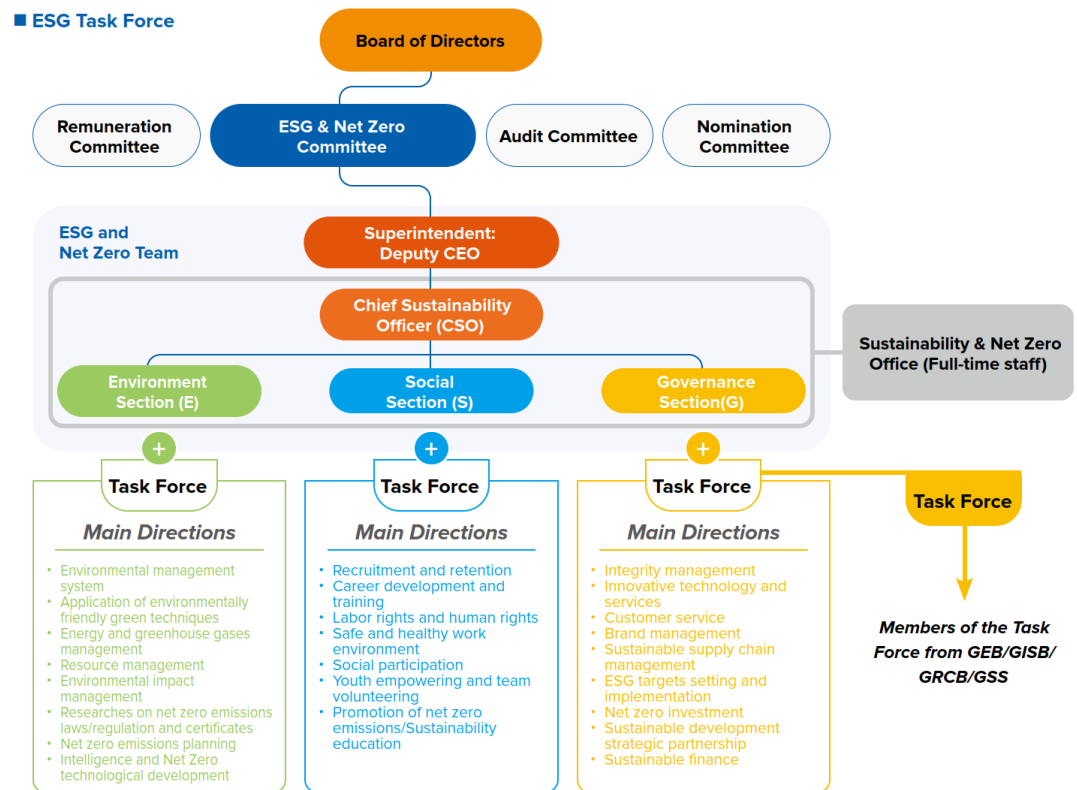 ESG Task Force
Board of Directors
Remuneration
Committee
ESG & Net Zero
Committee
Audit Committee
Nomination
Committee
ESG and
Net Zero Team
Superintendent:
Deputy CEO
Chief Sustainability
Officer (CSO)
Environment
Section (E)
Social
Section (S)
Governance
Section(G)
Sustainability & Net Zero
Office (Full-time staff)
+
Task Force
Main Directions
• Environmental management
system
• Application of environmentally
friendly green techniques
• Energy and greenhouse gases
management
• Resource management
• Environmental impact
management
• Researches on net zero emissions
laws/regulation and certificates
• Net zero emissions planning
• Intelligence and Net Zero
technological development
+
Task Force
Main Directions
• Recruitment and retention
• Career development and
training
• Labor rights and human rights
• Safe and healthy work
environment
• Social participation
• Youth empowering and team
volunteering
• Promotion of net zero
emissions/Sustainability
education
+
Task Force
Main Directions
• Integrity management
• Innovative technology and
services
• Customer service
• Brand management
• Sustainable supply chain
management
• ESG targets setting and
implementation
• Net zero investment
• Sustainable development
strategic partnership
• Sustainable finance
Task Force
Members of the Task
Force from GEB/GISB/
GRCB/GSS